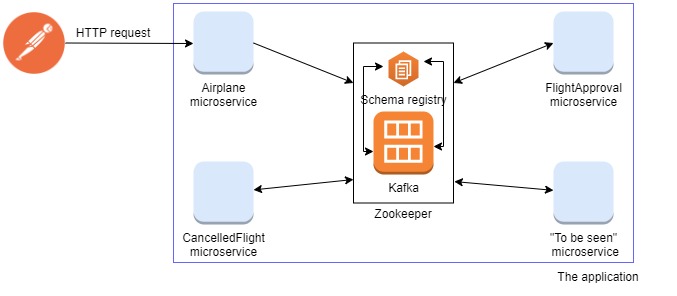 HTTP request
Airplane
microservice
Schema registry
FlightApproval
microservice
Kafka
Zookeeper
CancelledFlight
microservice
"To be seen"
microservice
The application